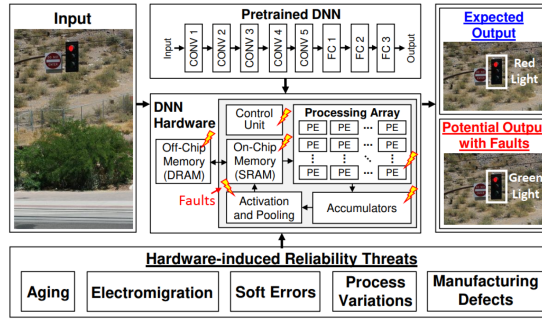 Input
Pretrained DNN
Input
CONV 1
CONV 2
CONV 3
CONV 4
CONV 5
FC 1
FC 2
FC 3
Output
Expected
Output
Red
Light
DNN
Hardware
Control
Unit
Processing Array
PE PE ··· PE
PE PE ··· PE
PE PE ··· PE
Off-Chip
Memory
(DRAM)
On-Chip
Memory
(SRAM)
Faults
Activation
and Pooling
Accumulators
Potential Output
with Faults
Green
Light
Hardware-induced Reliability Threats
Aging
Electromigration
Soft Errors
Process
Variations
Manufacturing
Defects